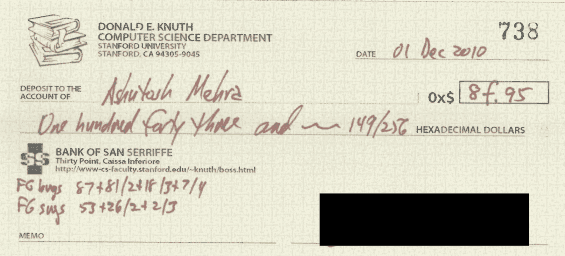 DONALD E. KNUTH
COMPUTER SCIENCE DEPARTMENT
STANFORD UNIVERSITY
STANFORD, CA 94305-9045
738
DATE 01 Dec 2010
DEPOSIT TO THE ACCOUNT OF Ashutosh Mehra 0x$ 8f.95
One hundred forty three and 149/256 HEXADECIMAL DOLLARS
BANK OF SAN SERRIFFE
Thirty Point, Caissa Inferiore
http://www-cs-faculty.stanford.edu/~knuth/boss.html
FG bugs 87+81/2+18/3+7/4
FG sugs 53+26/2+2/3
MEMO